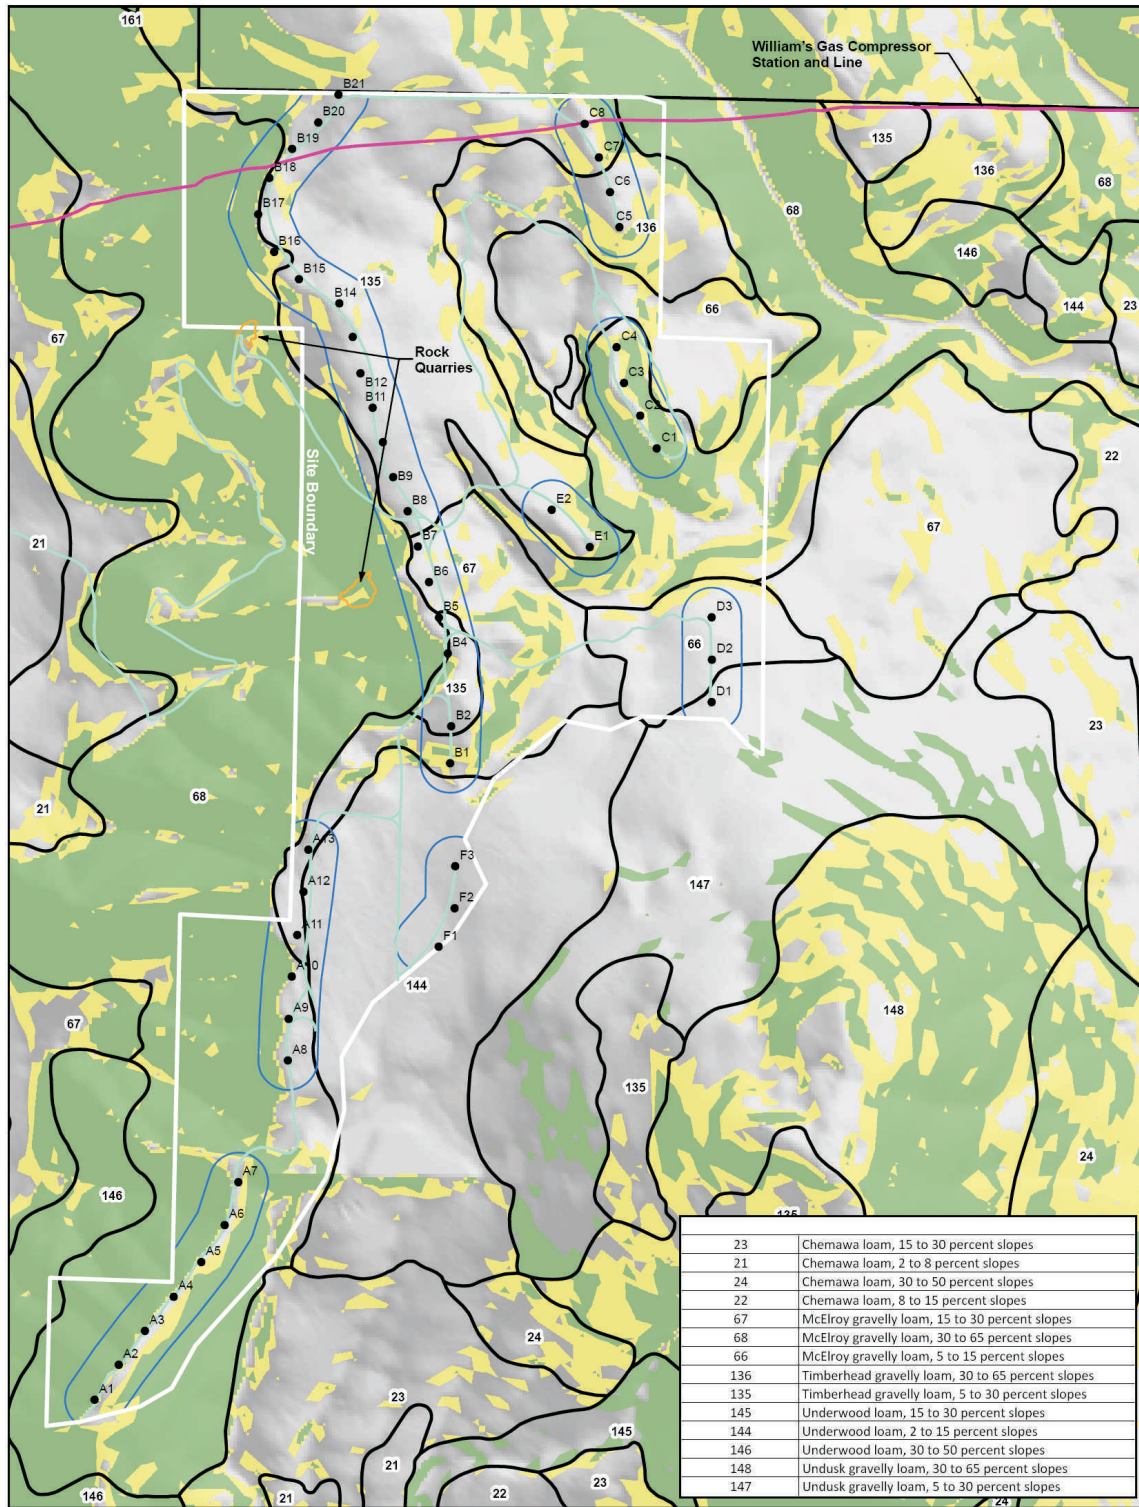 161
William's Gas Compressor
Station and Line
B21
B20
B19
B18
B17
B16
B15
B14
B12
B11
B9
B8
B7
B6
B5
B4
B2
B1
C8
C7
C6
C5
C4
C3
C2
C1
E2
E1
D3
D2
D1
F3
F2
F1
A13
A12
A11
A10
A9
A8
A7
A6
A5
A4
A3
A2
A1
Rock
Quarries
Site Boundary
135
136
68
68
146
144
23
136
135
66
67
22
21
67
67
66
135
23
21
68
147
144
148
67
135
146
24
135
24
23
145
21
23
22
21
146
24
23 Chemawa loam, 15 to 30 percent slopes
21 Chemawa loam, 2 to 8 percent slopes
24 Chemawa loam, 30 to 50 percent slopes
22 Chemawa loam, 8 to 15 percent slopes
67 McElroy gravelly loam, 15 to 30 percent slopes
68 McElroy gravelly loam, 30 to 65 percent slopes
66 McElroy gravelly loam, 5 to 15 percent slopes
136 Timberhead gravelly loam, 30 to 65 percent slopes
135 Timberhead gravelly loam, 5 to 30 percent slopes
145 Underwood loam, 15 to 30 percent slopes
144 Underwood loam, 2 to 15 percent slopes
146 Underwood loam, 30 to 50 percent slopes
148 Undusk gravelly loam, 30 to 65 percent slopes
147 Undusk gravelly loam, 5 to 30 percent slopes